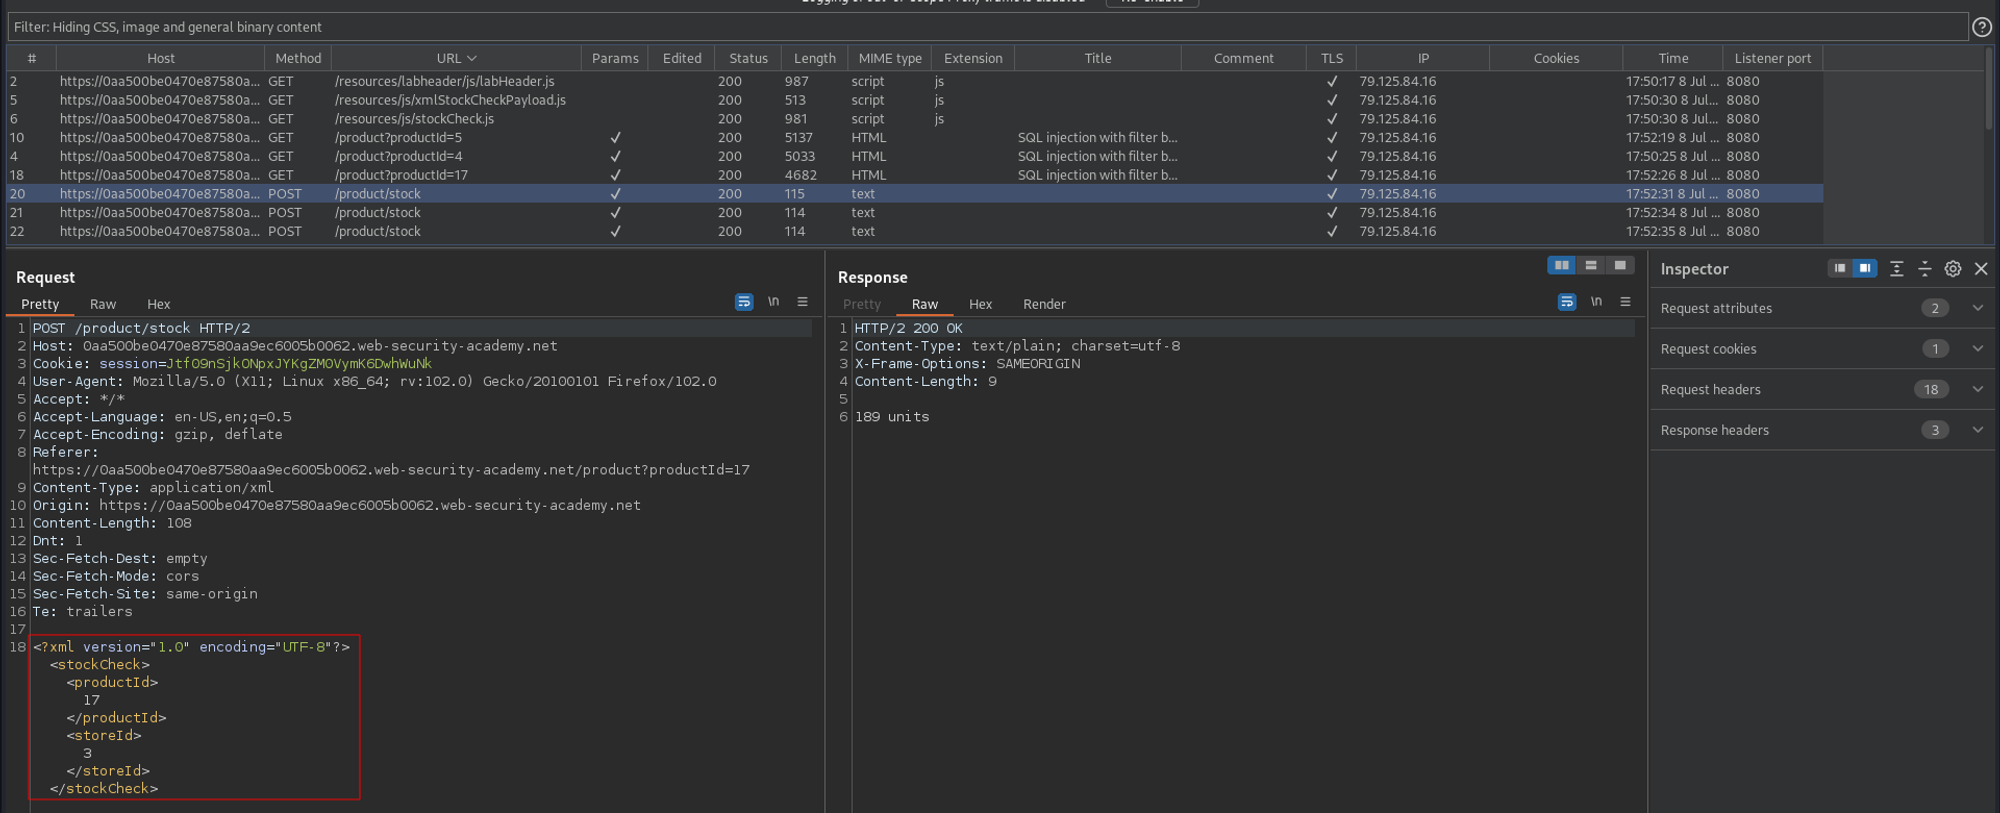 Filter: Hiding CSS, image and general binary content
# Host Method URL Params Edited Status Length MIME type Extension Title Comment TLS IP Cookies Time Listener port
2 https://0aa500be0470e87580a... GET /resources/labheader/js/labHeader.js 200 987 script js ✓ 79.125.84.16 17:50:17 8 Jul ... 8080
5 https://0aa500be0470e87580a... GET /resources/js/xmlStockCheckPayload.js 200 513 script js ✓ 79.125.84.16 17:50:30 8 Jul ... 8080
6 https://0aa500be0470e87580a... GET /resources/js/stockCheck.js 200 981 script js ✓ 79.125.84.16 17:50:30 8 Jul ... 8080
10 https://0aa500be0470e87580a... GET /product?productId=5 ✓ 200 5137 HTML SQL injection with filter b... ✓ 79.125.84.16 17:52:19 8 Jul ... 8080
4 https://0aa500be0470e87580a... GET /product?productId=4 ✓ 200 5033 HTML SQL injection with filter b... ✓ 79.125.84.16 17:50:25 8 Jul ... 8080
18 https://0aa500be0470e87580a... GET /product?productId=17 ✓ 200 4682 HTML SQL injection with filter b... ✓ 79.125.84.16 17:52:26 8 Jul ... 8080
20 https://0aa500be0470e87580a... POST /product/stock ✓ 200 115 text ✓ 79.125.84.16 17:52:31 8 Jul ... 8080
21 https://0aa500be0470e87580a... POST /product/stock ✓ 200 114 text ✓ 79.125.84.16 17:52:34 8 Jul ... 8080
22 https://0aa500be0470e87580a... POST /product/stock ✓ 200 114 text ✓ 79.125.84.16 17:52:35 8 Jul ... 8080
Request
Pretty Raw Hex
\n
1 POST /product/stock HTTP/2
2 Host: 0aa500be0470e87580aa9ec6005b0062.web-security-academy.net
3 Cookie: session=JtfO9nSjkONpxJYKgZMOVymK6DwhWuNk
4 User-Agent: Mozilla/5.0 (X11; Linux x86_64; rv:102.0) Gecko/20100101 Firefox/102.0
5 Accept: */*
6 Accept-Language: en-US,en;q=0.5
7 Accept-Encoding: gzip, deflate
8 Referer:
https://0aa500be0470e87580aa9ec6005b0062.web-security-academy.net/product?productId=17
9 Content-Type: application/xml
10 Origin: https://0aa500be0470e87580aa9ec6005b0062.web-security-academy.net
11 Content-Length: 108
12 Dnt: 1
13 Sec-Fetch-Dest: empty
14 Sec-Fetch-Mode: cors
15 Sec-Fetch-Site: same-origin
16 Te: trailers
17
18 <?xml version="1.0" encoding="UTF-8"?>
<stockCheck>
<productId>
17
</productId>
<storeId>
3
</storeId>
</stockCheck>
Response
Pretty Raw Hex Render
\n
1 HTTP/2 200 OK
2 Content-Type: text/plain; charset=utf-8
3 X-Frame-Options: SAMEORIGIN
4 Content-Length: 9
5
6 189 units
Inspector
Request attributes 2
Request cookies 1
Request headers 18
Response headers 3